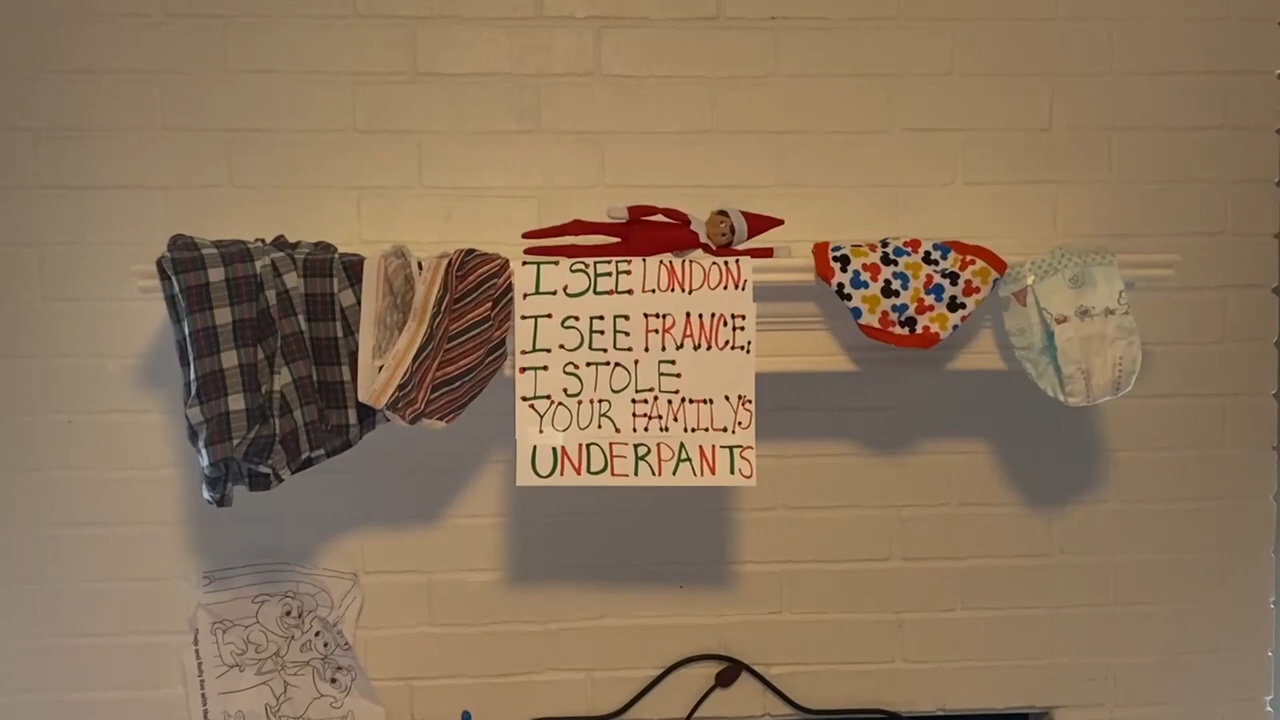 I SEE LONDON,
I SEE FRANCE,
I STOLE
YOUR FAMILY'S
UNDERPANTS